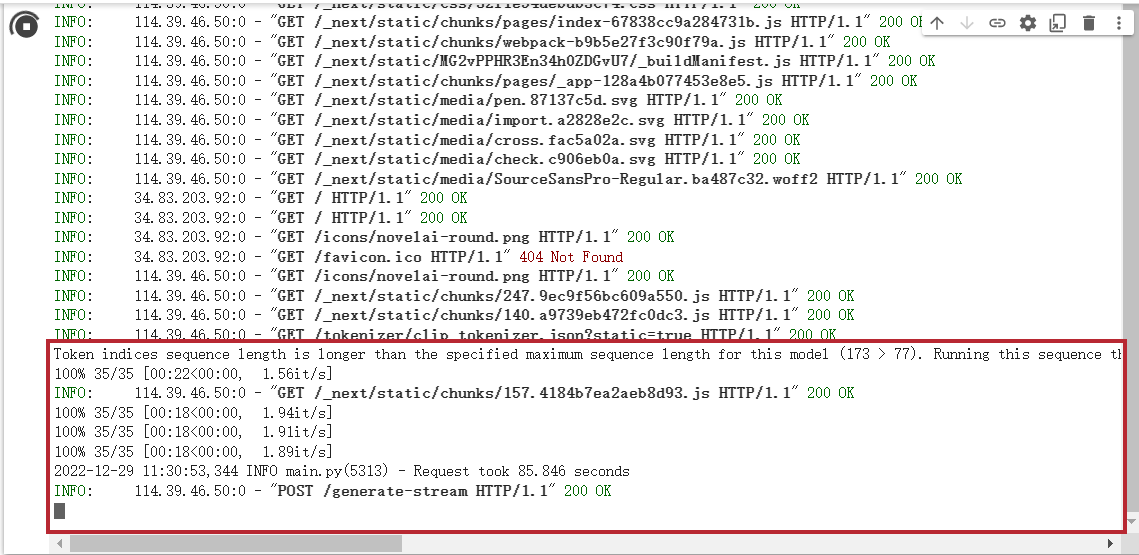 INFO: 114.39.46.50:0 - "GET /_next/static/css/ HTTP/1.1" 200 OK
INFO: 114.39.46.50:0 - "GET /_next/static/chunks/pages/index-67838cc9a284731b.js HTTP/1.1" 200
INFO: 114.39.46.50:0 - "GET /_next/static/chunks/webpack-b9b5e27f3c90f79a.js HTTP/1.1" 200 OK
INFO: 114.39.46.50:0 - "GET /_next/static/MG2vPPHR3En34h0ZDGvU7/_buildManifest.js HTTP/1.1" 200 OK
INFO: 114.39.46.50:0 - "GET /_next/static/chunks/pages/_app-128a4b077453e8e5.js HTTP/1.1" 200 OK
INFO: 114.39.46.50:0 - "GET /_next/static/media/pen.87137c5d.svg HTTP/1.1" 200 OK
INFO: 114.39.46.50:0 - "GET /_next/static/media/import.a2828e2c.svg HTTP/1.1" 200 OK
INFO: 114.39.46.50:0 - "GET /_next/static/media/cross.fac5a02a.svg HTTP/1.1" 200 OK
INFO: 114.39.46.50:0 - "GET /_next/static/media/check.c906eb0a.svg HTTP/1.1" 200 OK
INFO: 114.39.46.50:0 - "GET /_next/static/media/SourceSansPro-Regular.ba487c32.woff2 HTTP/1.1" 200 OK
INFO: 34.83.203.92:0 - "GET / HTTP/1.1" 200 OK
INFO: 34.83.203.92:0 - "GET / HTTP/1.1" 200 OK
INFO: 34.83.203.92:0 - "GET /icons/novelai-round.png HTTP/1.1" 200 OK
INFO: 34.83.203.92:0 - "GET /favicon.ico HTTP/1.1" 404 Not Found
INFO: 114.39.46.50:0 - "GET /icons/novelai-round.png HTTP/1.1" 200 OK
INFO: 114.39.46.50:0 - "GET /_next/static/chunks/247.9ec9f56bc609a550.js HTTP/1.1" 200 OK
INFO: 114.39.46.50:0 - "GET /_next/static/chunks/140.a9739eb472fc0dc3.js HTTP/1.1" 200 OK
INFO: 114.39.46.50:0 - "GET /tokenizer/clip_tokenizer.json?static=true HTTP/1.1" 200 OK
Token indices sequence length is longer than the specified maximum sequence length for this model (173 > 77). Running this sequence th
100% 35/35 [00:22<00:00, 1.56it/s]
INFO: 114.39.46.50:0 - "GET /_next/static/chunks/157.4184b7ea2aeb8d93.js HTTP/1.1" 200 OK
100% 35/35 [00:18<00:00, 1.94it/s]
100% 35/35 [00:18<00:00, 1.91it/s]
100% 35/35 [00:18<00:00, 1.89it/s]
2022-12-29 11:30:53,344 INFO main.py(5313) - Request took 85.846 seconds
INFO: 114.39.46.50:0 - "POST /generate-stream HTTP/1.1" 200 OK